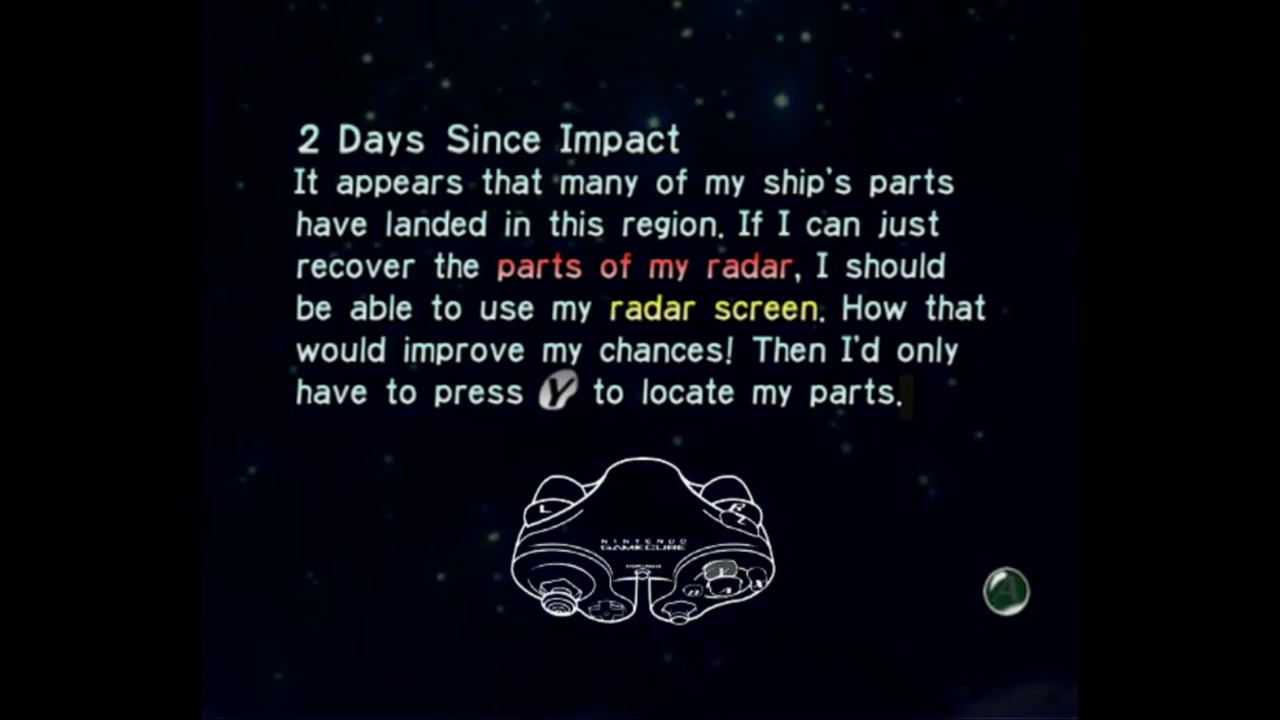 2 Days Since Impact
It appears that many of my ship's parts
have landed in this region. If I can just
recover the parts of my radar, I should
be able to use my radar screen. How that
would improve my chances! Then I'd only
have to press Y to locate my parts.
L R
Z
NINTENDO
GAMECUBE
Y
B A X
A